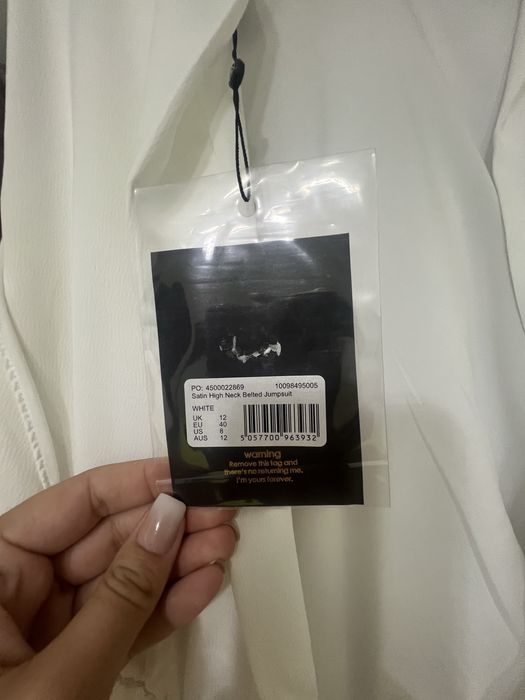 PO: 4500022869 10098495005
Satin High Neck Belted Jumpsuit
WHITE
UK 12
EU 40
US 8
AUS 12
5 057700 963932
warning
Remove this tag and
there's no returning me.
I'm yours forever.